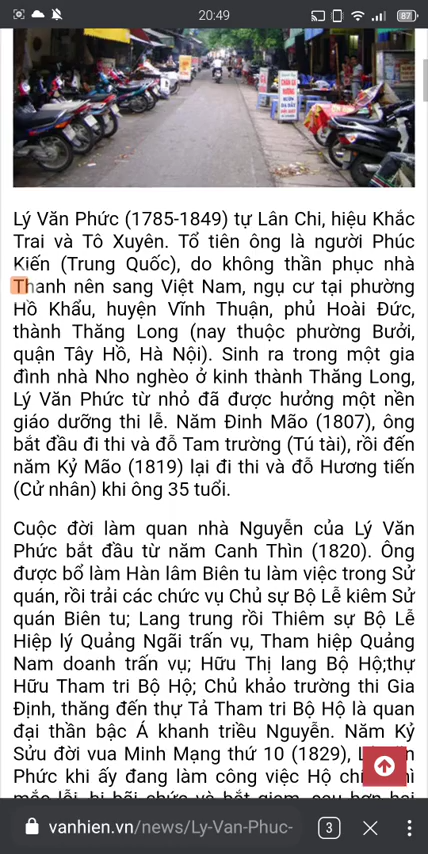 20:49
87
Lý Văn Phức (1785-1849) tự Lân Chi, hiệu Khắc
Trai và Tô Xuyên. Tổ tiên ông là người Phúc
Kiến (Trung Quốc), do không thần phục nhà
Thanh nên sang Việt Nam, ngụ cư tại phường
Hồ Khẩu, huyện Vĩnh Thuận, phủ Hoài Đức,
thành Thăng Long (nay thuộc phường Bưởi,
quận Tây Hồ, Hà Nội). Sinh ra trong một gia
đình nhà Nho nghèo ở kinh thành Thăng Long,
Lý Văn Phức từ nhỏ đã được hưởng một nền
giáo dưỡng thi lễ. Năm Đinh Mão (1807), ông
bắt đầu đi thi và đỗ Tam trường (Tú tài), rồi đến
năm Kỷ Mão (1819) lại đi thi và đỗ Hương tiến
(Cử nhân) khi ông 35 tuổi.
Cuộc đời làm quan nhà Nguyễn của Lý Văn
Phức bắt đầu từ năm Canh Thìn (1820). Ông
được bổ làm Hàn lâm Biên tu làm việc trong Sử
quán, rồi trải các chức vụ Chủ sự Bộ Lễ kiêm Sử
quán Biên tu; Lang trung rồi Thiêm sự Bộ Lễ
Hiệp lý Quảng Ngãi trấn vụ, Tham hiệp Quảng
Nam doanh trấn vụ; Hữu Thị lang Bộ Hộ;thự
Hữu Tham tri Bộ Hộ; Chủ khảo trường thi Gia
Định, thăng đến thự Tả Tham tri Bộ Hộ là quan
đại thần bậc Á khanh triều Nguyễn. Năm Kỷ
Sửu đời vua Minh Mạng thứ 10 (1829),
Phức khi ấy đang làm công việc Hộ
mắc lỗi, bị bãi chức và bắt giam, sau hơn hai
vanhien.vn/news/Ly-Van-Phuc-
3